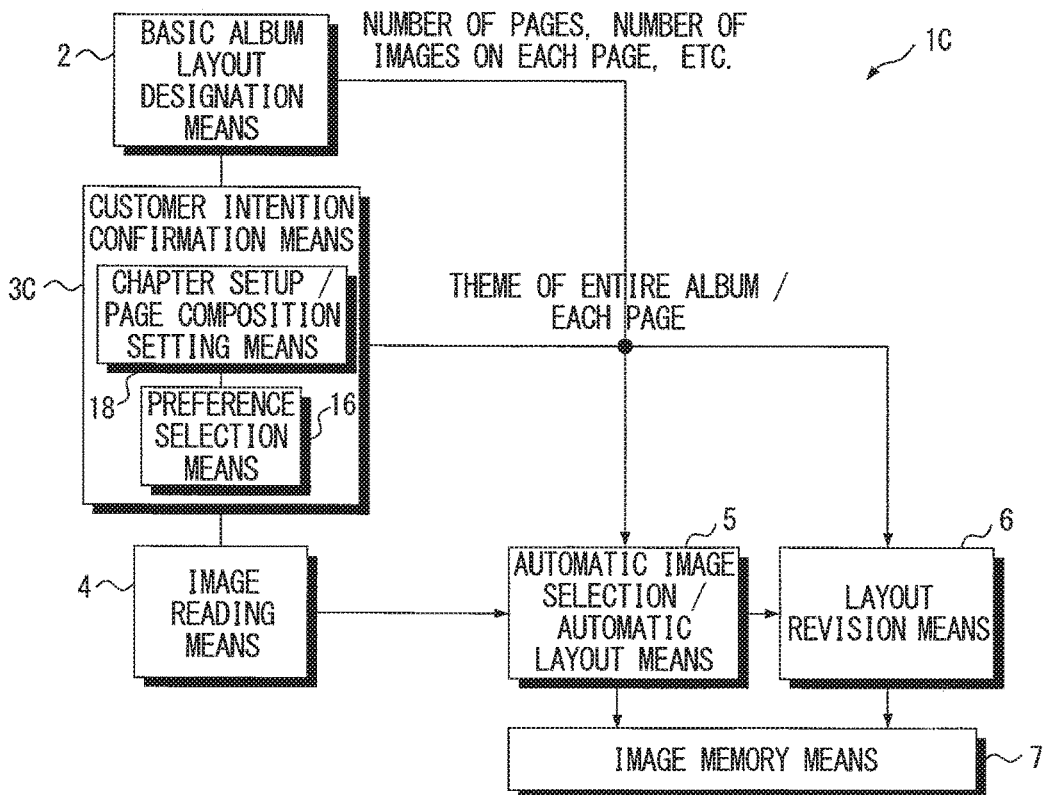 1C
2
BASIC ALBUM
LAYOUT
DESIGNATION
MEANS
NUMBER OF PAGES, NUMBER OF
IMAGES ON EACH PAGE, ETC.
3C
CUSTOMER INTENTION
CONFIRMATION MEANS
CHAPTER SETUP /
PAGE COMPOSITION
SETTING MEANS
18
PREFERENCE
SELECTION
MEANS
16
THEME OF ENTIRE ALBUM /
EACH PAGE
4
IMAGE
READING
MEANS
5
AUTOMATIC IMAGE
SELECTION /
AUTOMATIC
LAYOUT MEANS
6
LAYOUT
REVISION MEANS
IMAGE MEMORY MEANS
7